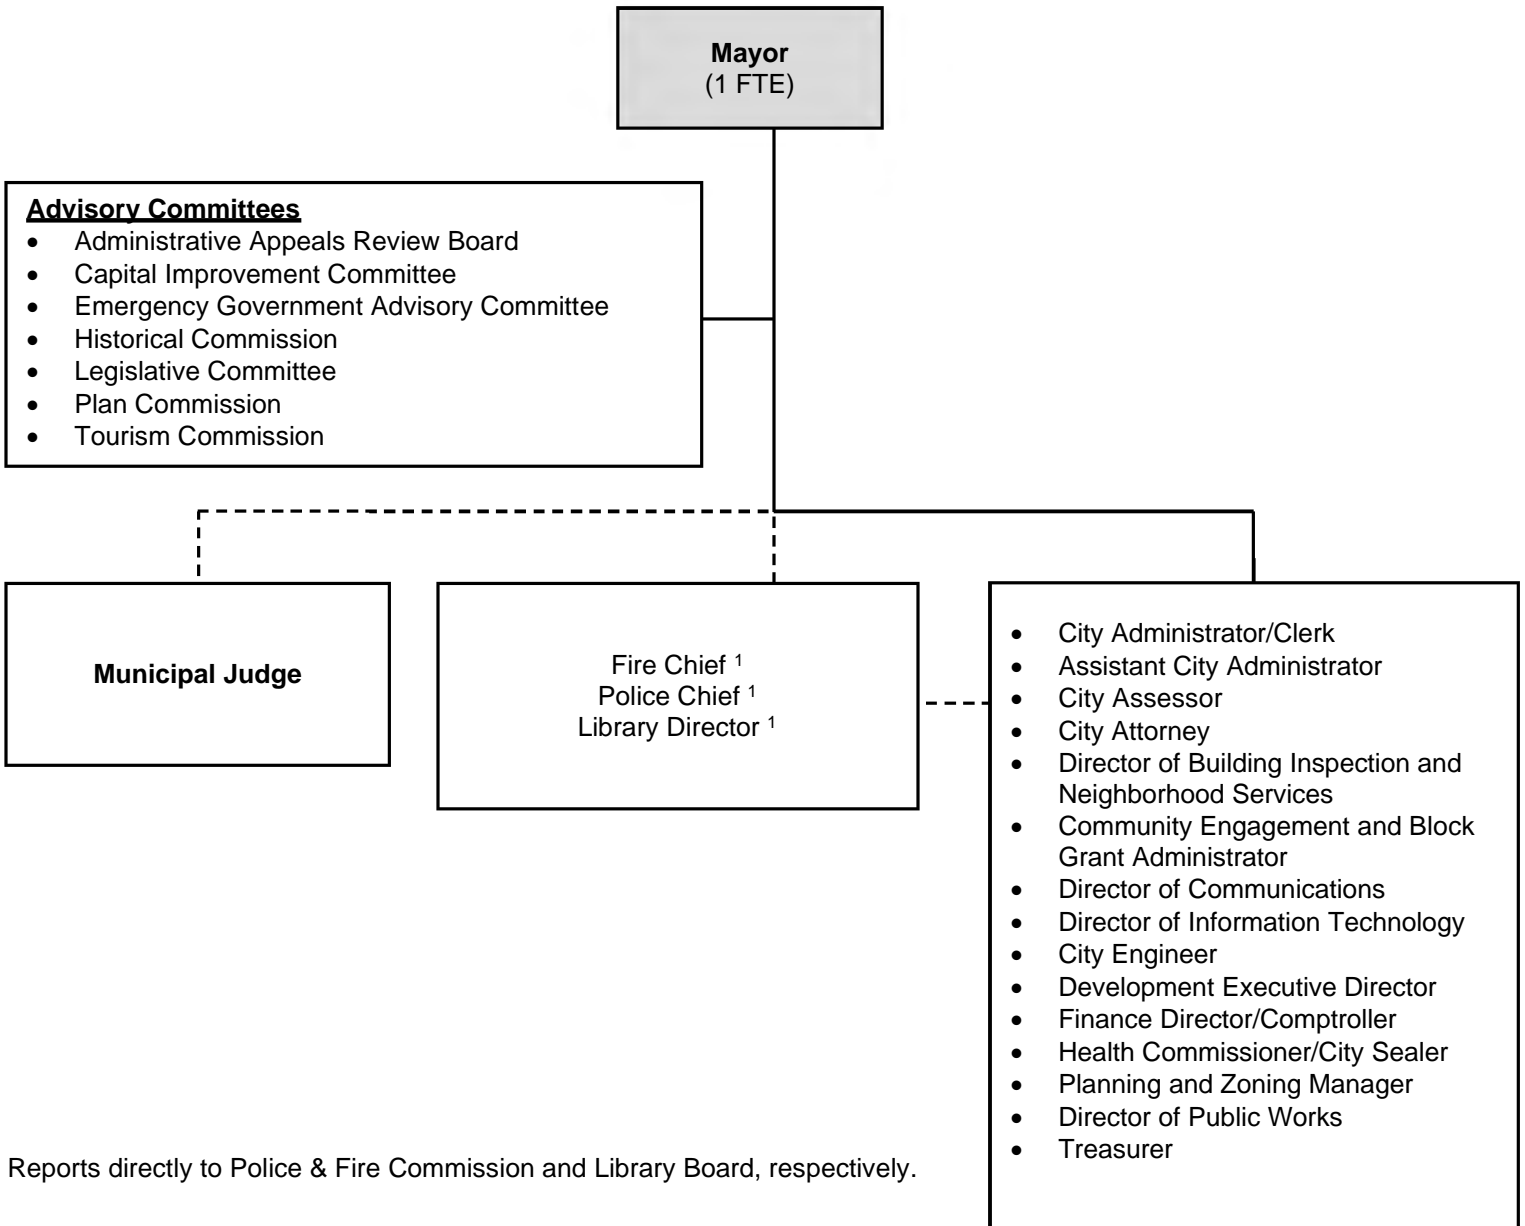 Mayor
(1 FTE)
Advisory Committees
• Administrative Appeals Review Board
• Capital Improvement Committee
• Emergency Government Advisory Committee
• Historical Commission
• Legislative Committee
• Plan Commission
• Tourism Commission
Municipal Judge
Fire Chief ¹
Police Chief ¹
Library Director ¹
• City Administrator/Clerk
• Assistant City Administrator
• City Assessor
• City Attorney
• Director of Building Inspection and
Neighborhood Services
• Community Engagement and Block
Grant Administrator
• Director of Communications
• Director of Information Technology
• City Engineer
• Development Executive Director
• Finance Director/Comptroller
• Health Commissioner/City Sealer
• Planning and Zoning Manager
• Director of Public Works
• Treasurer
Reports directly to Police & Fire Commission and Library Board, respectively.